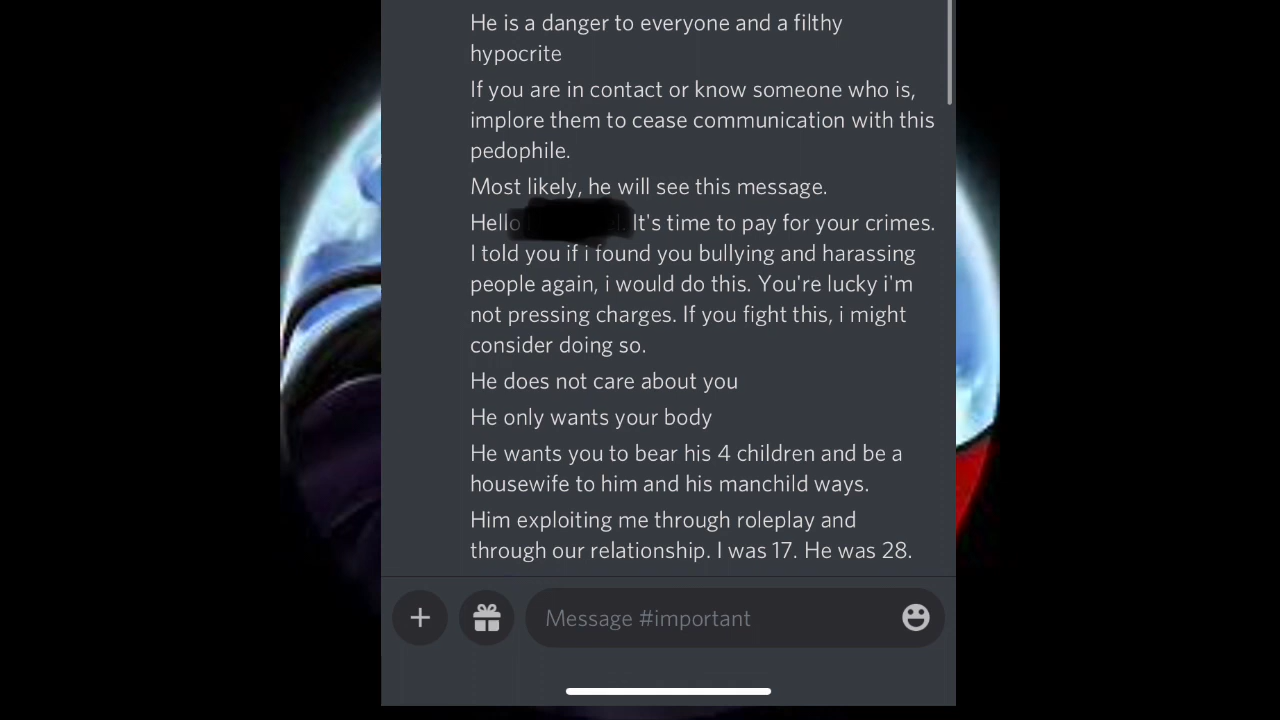 He is a danger to everyone and a filthy
hypocrite
If you are in contact or know someone who is,
implore them to cease communication with this
pedophile.
Most likely, he will see this message.
Hello It's time to pay for your crimes.
I told you if i found you bullying and harassing
people again, i would do this. You're lucky i'm
not pressing charges. If you fight this, i might
consider doing so.
He does not care about you
He only wants your body
He wants you to bear his 4 children and be a
housewife to him and his manchild ways.
Him exploiting me through roleplay and
through our relationship. I was 17. He was 28.
Message #important